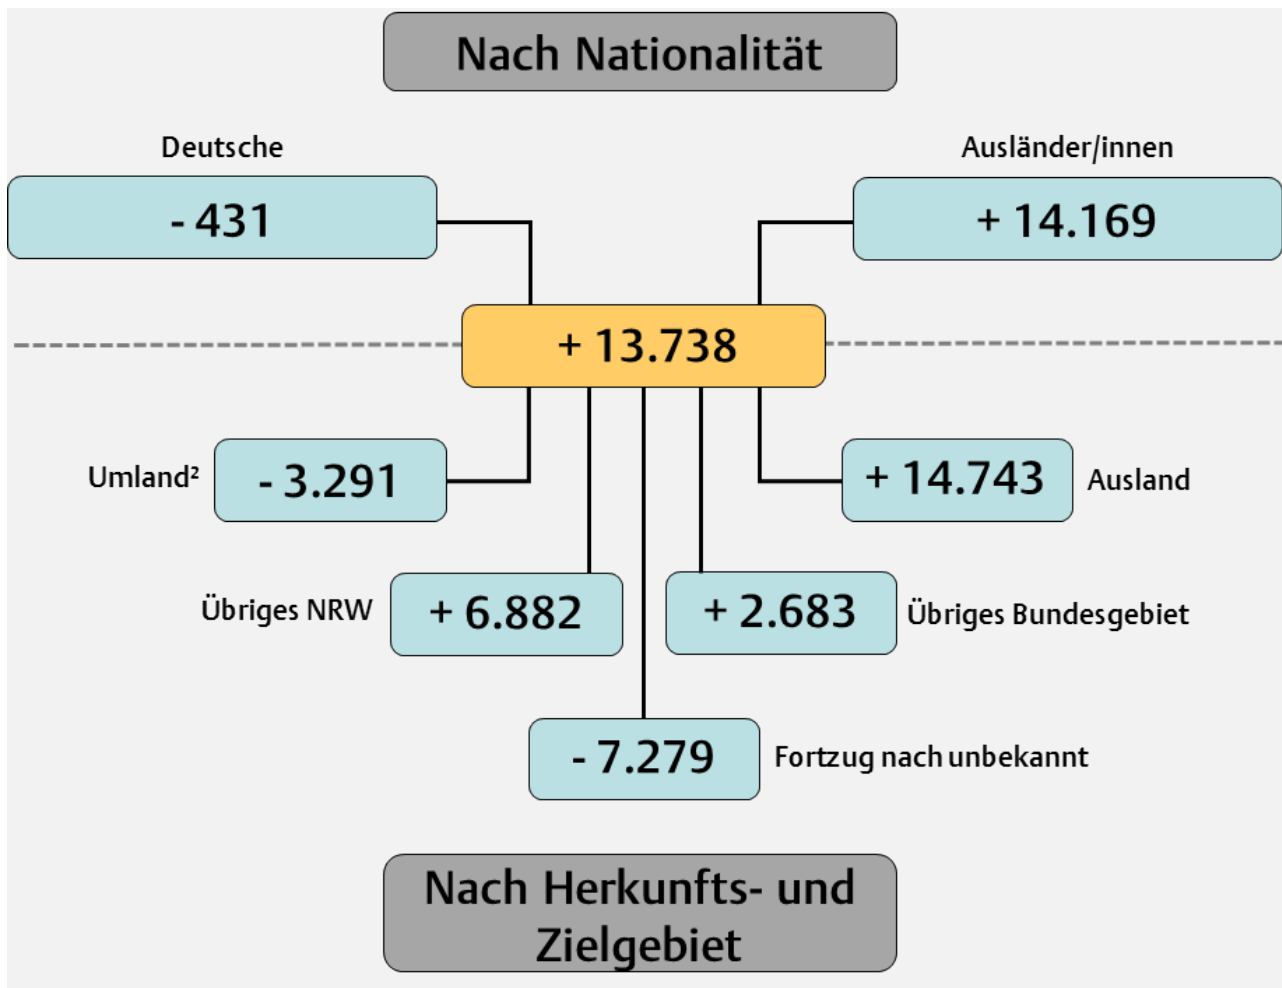 Nach Nationalität
Deutsche
Ausländer/innen
- 431
+ 14.169
+ 13.738
Umland²
- 3.291
+ 14.743
Ausland
Übriges NRW
+ 6.882
+ 2.683
Übriges Bundesgebiet
- 7.279
Fortzug nach unbekannt
Nach Herkunfts- und
Zielgebiet